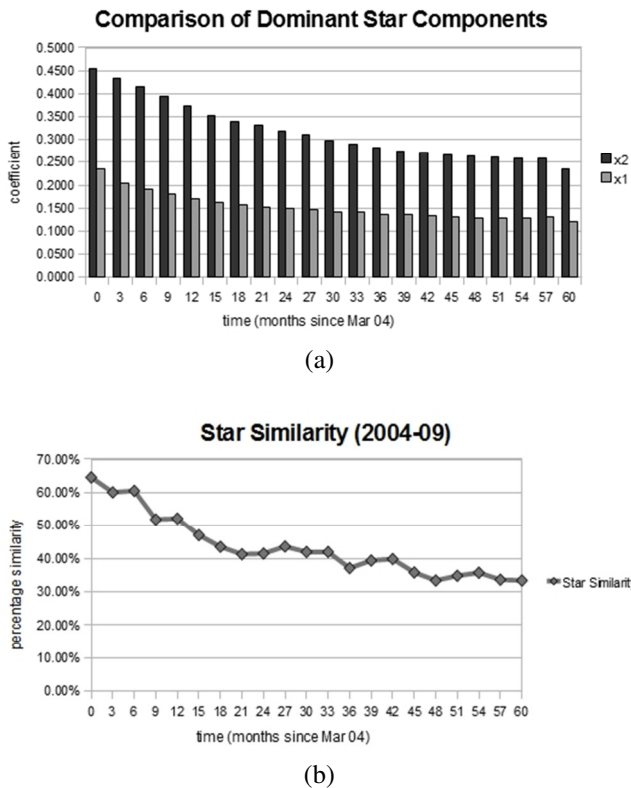 Comparison of Dominant Star Components
0.5000
0.4500
0.4000
0.3500
0.3000
0.2500
0.2000
0.1500
0.1000
0.0500
0.0000
coefficient
x2
x1
0 3 6 9 12 15 18 21 24 27 30 33 36 39 42 45 48 51 54 57 60
time (months since Mar 04)
(a)
Star Similarity (2004-09)
70.00%
60.00%
50.00%
40.00%
30.00%
20.00%
10.00%
0.00%
percentage similarity
Star Similarit
0 3 6 9 12 15 18 21 24 27 30 33 36 39 42 45 48 51 54 57 60
time (months since Mar 04)
(b)